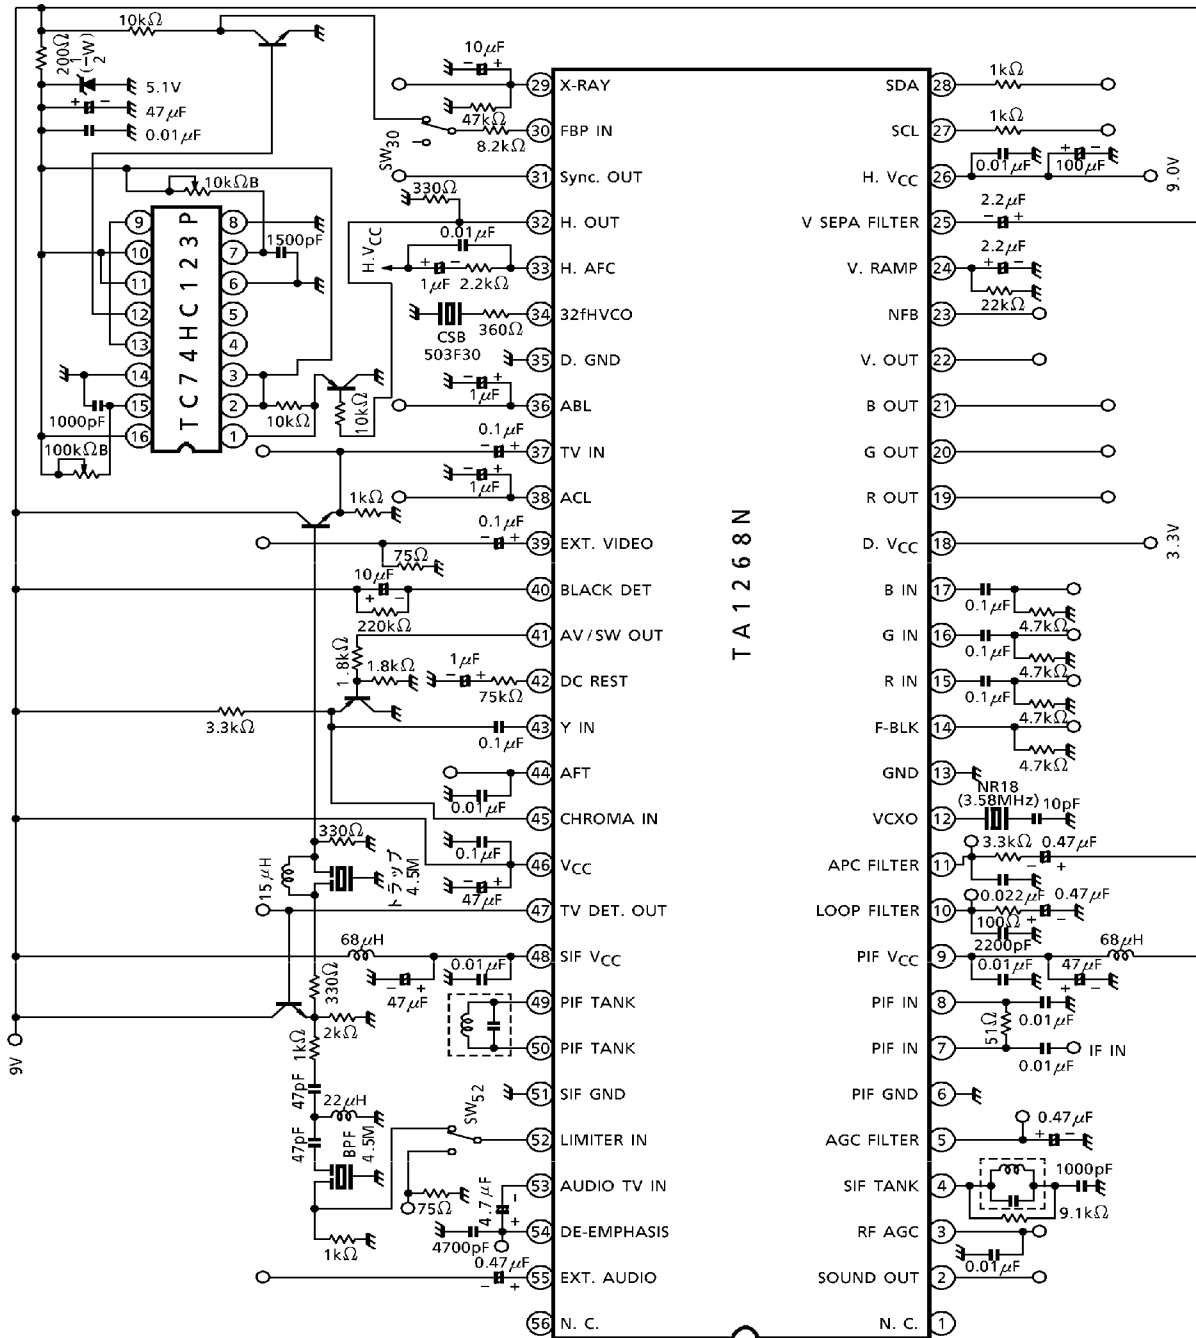 10kΩ
200Ω
(1/2 W)
5.1V
47μF
0.01μF
10kΩB
TC74HC123P
9
10
11
12
13
14
15
16
8
7
6
5
4
3
2
1
1500pF
1000pF
100kΩB
10kΩ
10kΩ
10μF
47kΩ
SW30
8.2kΩ
330Ω
0.01μF
H.VCC
1μF
2.2kΩ
CSB
503F30
360Ω
1μF
0.1μF
1μF
1kΩ
0.1μF
75Ω
10μF
220kΩ
1.8kΩ
1.8kΩ
1μF
75kΩ
3.3kΩ
0.1μF
0.01μF
330Ω
15μH
トラップ
4.5M
0.1μF
47μF
68μH
0.01μF
47μF
330Ω
2kΩ
9V
1kΩ
47pF
22μH
47pF
BPF
4.5M
SW52
75Ω
4.7μF
1kΩ
4700pF
0.47μF
TA1268N
29 X-RAY
30 FBP IN
31 Sync. OUT
32 H. OUT
33 H. AFC
34 32fHVCO
35 D. GND
36 ABL
37 TV IN
38 ACL
39 EXT. VIDEO
40 BLACK DET
41 AV/SW OUT
42 DC REST
43 Y IN
44 AFT
45 CHROMA IN
46 VCC
47 TV DET. OUT
48 SIF VCC
49 PIF TANK
50 PIF TANK
51 SIF GND
52 LIMITER IN
53 AUDIO TV IN
54 DE-EMPHASIS
55 EXT. AUDIO
56 N. C.
SDA 28
SCL 27
H. VCC 26
V SEPA FILTER 25
V. RAMP 24
NFB 23
V. OUT 22
B OUT 21
G OUT 20
R OUT 19
D. VCC 18
B IN 17
G IN 16
R IN 15
F-BLK 14
GND 13
VCXO 12
APC FILTER 11
LOOP FILTER 10
PIF VCC 9
PIF IN 8
PIF IN 7
PIF GND 6
AGC FILTER 5
SIF TANK 4
RF AGC 3
SOUND OUT 2
N. C. 1
1kΩ
1kΩ
0.01μF
100μF
9.0V
2.2μF
2.2μF
22kΩ
3.3V
0.1μF
4.7kΩ
0.1μF
4.7kΩ
0.1μF
4.7kΩ
4.7kΩ
NR18
(3.58MHz)
10pF
3.3kΩ
0.47μF
0.022μF
0.47μF
100Ω
2200pF
68μH
0.01μF
47μF
51Ω
0.01μF
IF IN
0.01μF
0.47μF
1000pF
9.1kΩ
0.01μF